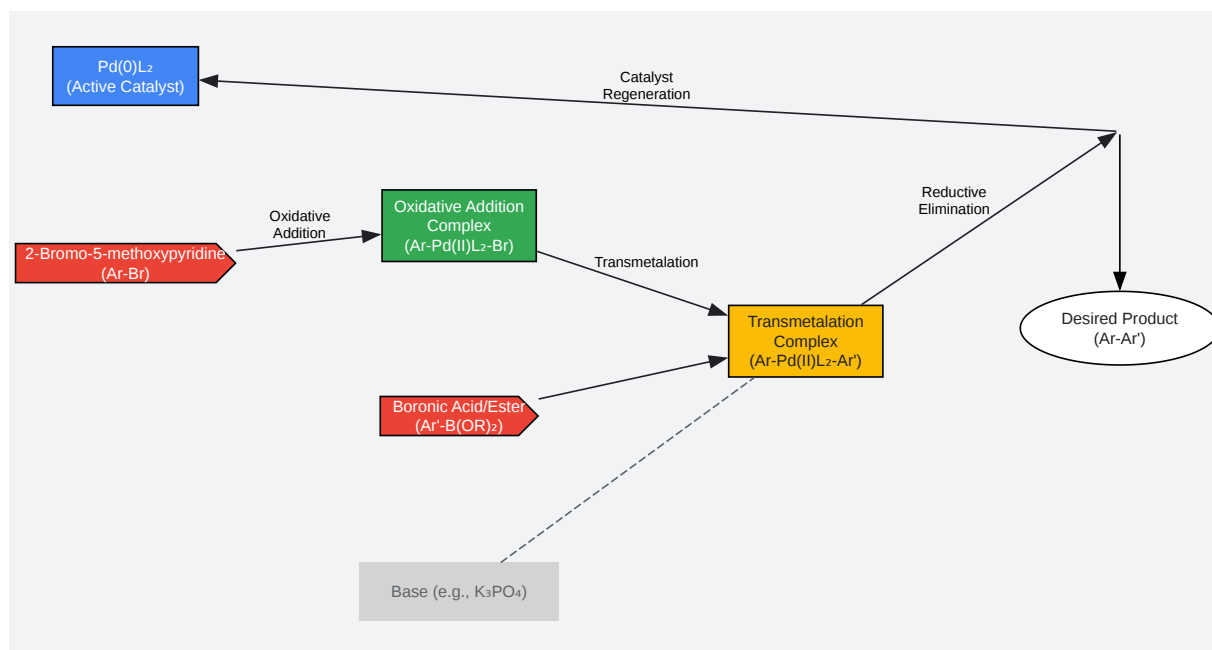 Pd(0)L₂
(Active Catalyst)
Catalyst
Regeneration
Oxidative
Addition
2-Bromo-5-methoxypyridine
(Ar-Br)
Oxidative Addition
Complex
(Ar-Pd(II)L₂-Br)
Transmetalation
Reductive
Elimination
Transmetalation
Complex
(Ar-Pd(II)L₂-Ar')
Desired Product
(Ar-Ar')
Boronic Acid/Ester
(Ar'-B(OR)₂)
Base (e.g., K₃PO₄)